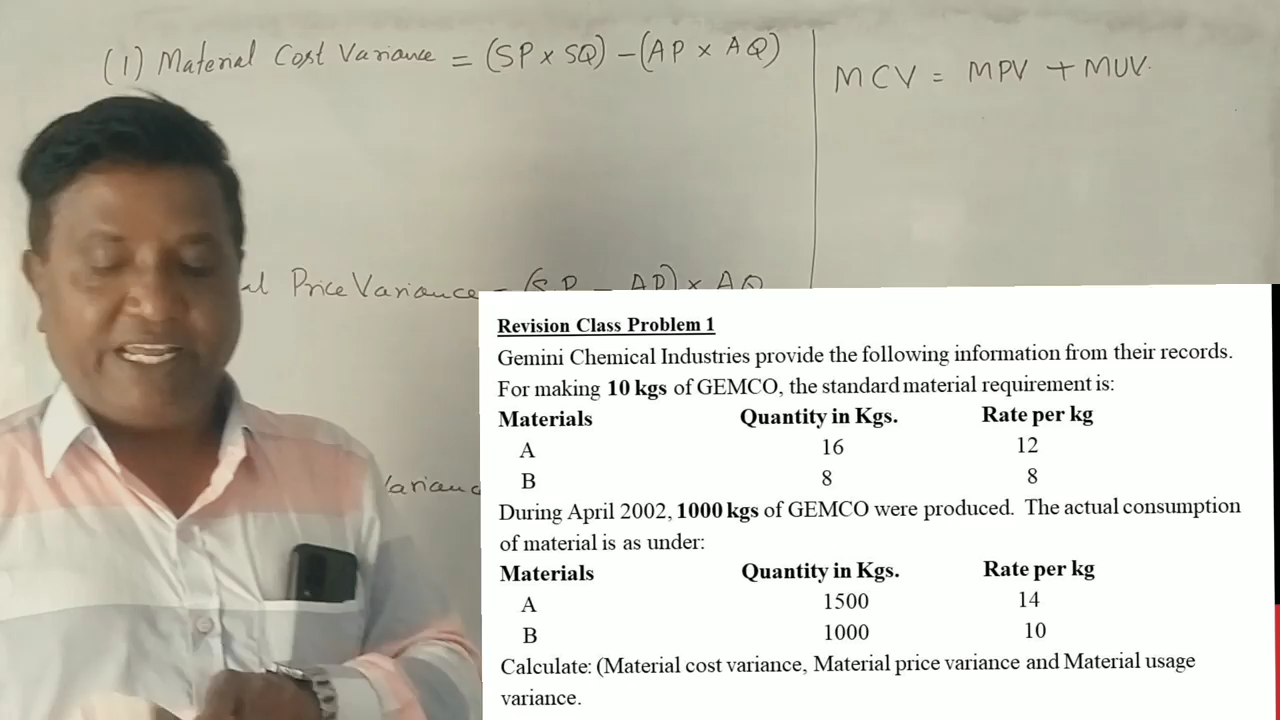 (1) Material Cost Variance = (SP x SQ) - (AP x AQ)
MCV = MPV + MUV.
Price Variance = (SP - AP) x AQ
Revision Class Problem 1
Gemini Chemical Industries provide the following information from their records.
For making 10 kgs of GEMCO, the standard material requirement is:
Materials Quantity in Kgs. Rate per kg
A 16 12
B 8 8
During April 2002, 1000 kgs of GEMCO were produced. The actual consumption
of material is as under:
Materials Quantity in Kgs. Rate per kg
A 1500 14
B 1000 10
Calculate: (Material cost variance, Material price variance and Material usage
variance.